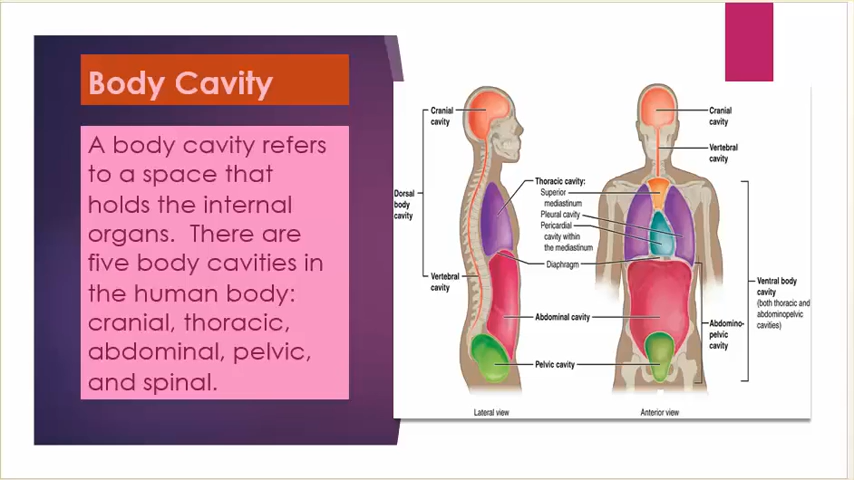 Body Cavity
A body cavity refers
to a space that
holds the internal
organs.  There are
five body cavities in
the human body:
cranial, thoracic,
abdominal, pelvic,
and spinal.
Cranial
cavity
Dorsal
body
cavity
Vertebral
cavity
Thoracic cavity:
Superior
mediastinum
Pleural cavity
Pericardial
cavity within
the mediastinum
Diaphragm
Abdominal cavity
Pelvic cavity
Cranial
cavity
Vertebral
cavity
Ventral body
cavity
(both thoracic and
abdominopelvic
cavities)
Abdomino-
pelvic
cavity
Lateral view
Anterior view